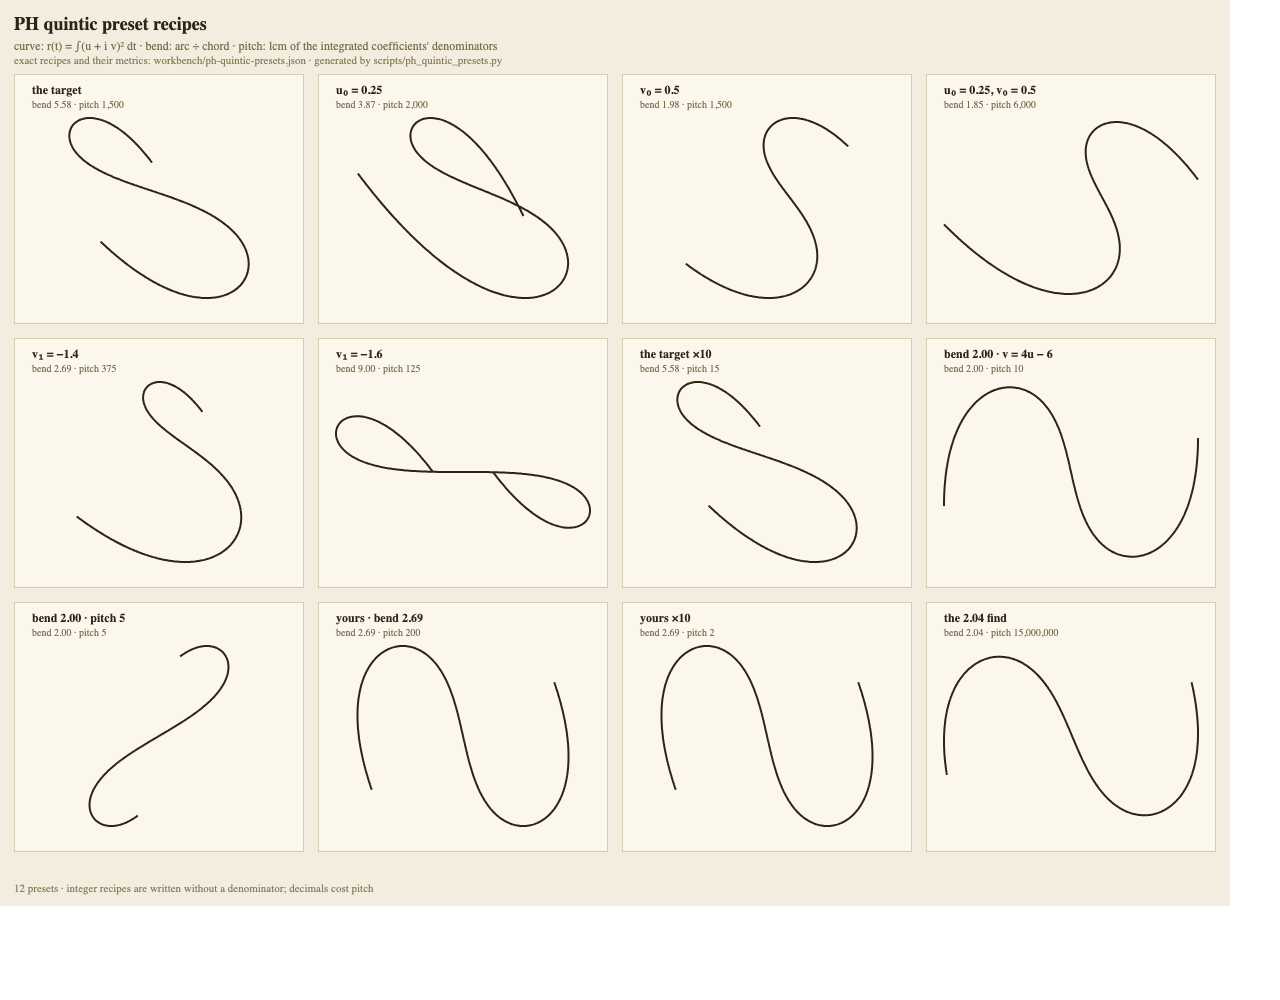 PH quintic preset recipes
curve: r(t) = ∫(u + i v)² dt · bend: arc ÷ chord · pitch: lcm of the integrated coefficients' denominators
exact recipes and their metrics: workbench/ph-quintic-presets.json · generated by scripts/ph_quintic_presets.py
the target
bend 5.58 · pitch 1,500
u₀ = 0.25
bend 3.87 · pitch 2,000
v₀ = 0.5
bend 1.98 · pitch 1,500
u₀ = 0.25, v₀ = 0.5
bend 1.85 · pitch 6,000
v₁ = −1.4
bend 2.69 · pitch 375
v₁ = −1.6
bend 9.00 · pitch 125
the target ×10
bend 5.58 · pitch 15
bend 2.00 · v = 4u − 6
bend 2.00 · pitch 10
bend 2.00 · pitch 5
bend 2.00 · pitch 5
yours · bend 2.69
bend 2.69 · pitch 200
yours ×10
bend 2.69 · pitch 2
the 2.04 find
bend 2.04 · pitch 15,000,000
12 presets · integer recipes are written without a denominator; decimals cost pitch